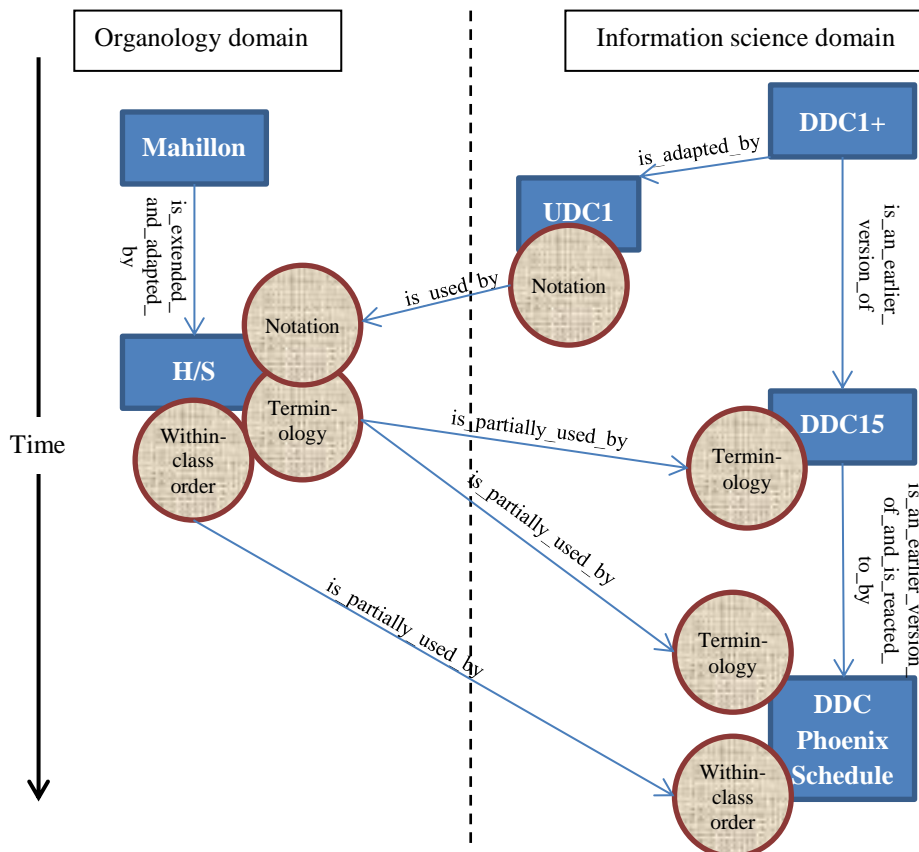 Organology domain
Information science domain
DDC1+
Mahillon
is_adapted_by
UDC1
is_extended_
and_adapted_
by
is_an_earlier_
version_of
Notation
is_used_by
Notation
H/S
Termin-
ology
Within-
class
order
Time
is_partially_used_by
DDC15
Termin-
ology
is_partially_used_by
is_an_earlier_version_
of_and_is_reacted_
to_by
is_partially_used_by
Termin-
ology
DDC
Phoenix
Schedule
Within-
class
order